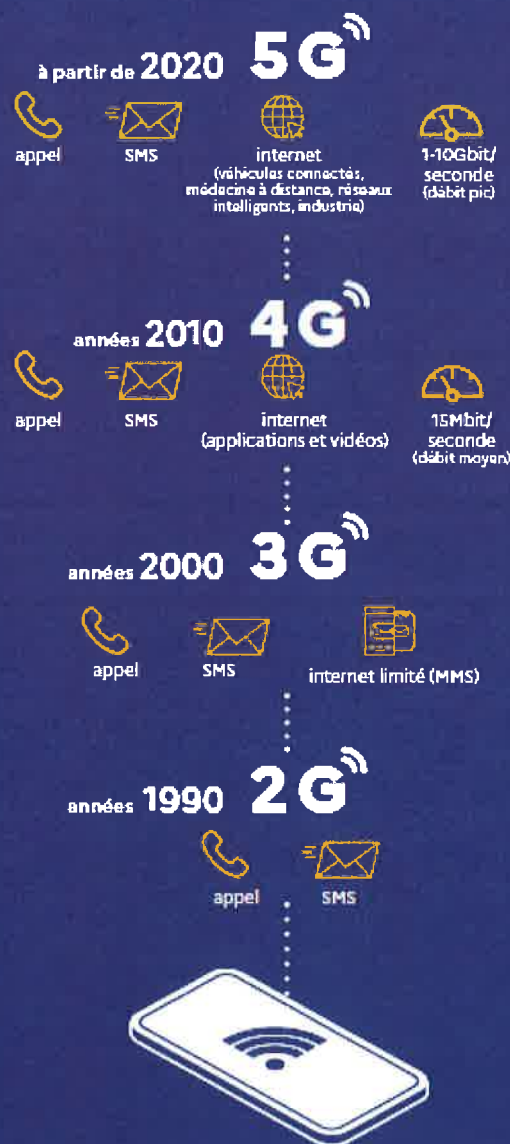 à partir de 2020 5G
appel
SMS
internet
(véhicules connectés,
médecine à distance, réseaux
intelligents, industrie)
1-10Gbit/
seconde
(débit pic)
années 2010 4G
appel
SMS
internet
(applications et vidéos)
15Mbit/
seconde
(débit moyen)
années 2000 3G
appel
SMS
internet limité (MMS)
années 1990 2G
appel
SMS